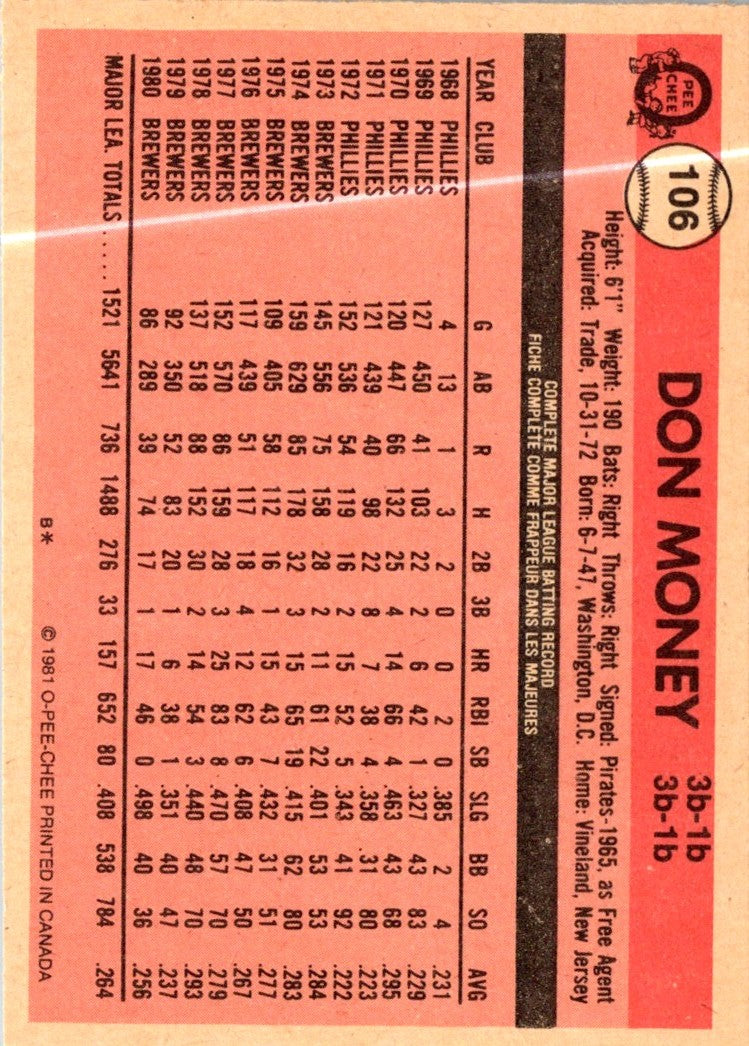 PEE
CHEE
106
DON MONEY
3b-1b
3b-1b
Height: 6'1" Weight: 190 Bats: Right Throws: Right Signed: Pirates-1965, as Free Agent
Acquired: Trade, 10-31-72 Born: 6-7-47, Washington, D.C. Home: Vineland, New Jersey
COMPLETE MAJOR LEAGUE BATTING RECORD
FICHE COMPLÈTE COMME FRAPPEUR DANS LES MAJEURES
YEAR CLUB G AB R H 2B 3B HR RBI SB SLG BB SO AVG
1968 PHILLIES 4 13 1 3 2 0 0 2 0 .385 2 4 .231
1969 PHILLIES 127 450 41 103 22 2 6 42 1 .327 43 83 .229
1970 PHILLIES 120 447 66 132 25 4 14 66 4 .463 43 68 .295
1971 PHILLIES 121 439 40 98 22 8 7 38 4 .358 31 80 .223
1972 PHILLIES 152 536 54 119 16 2 15 52 5 .343 41 92 .222
1973 BREWERS 145 556 75 158 28 2 11 61 22 .401 53 53 .284
1974 BREWERS 159 629 85 178 32 3 15 65 19 .415 62 80 .283
1975 BREWERS 109 405 58 112 16 1 15 43 7 .432 31 51 .277
1976 BREWERS 117 439 51 117 18 4 12 62 6 .408 47 50 .267
1977 BREWERS 152 570 86 159 28 3 25 83 8 .470 57 70 .279
1978 BREWERS 137 518 88 152 30 2 14 54 3 .440 48 70 .293
1979 BREWERS 92 350 52 83 20 1 6 38 1 .351 40 47 .237
1980 BREWERS 86 289 39 74 17 1 17 46 0 .498 40 36 .256
MAJOR LEA. TOTALS ..... 1521 5641 736 1488 276 33 157 652 80 .408 538 784 .264
B* © 1981 O-PEE-CHEE PRINTED IN CANADA